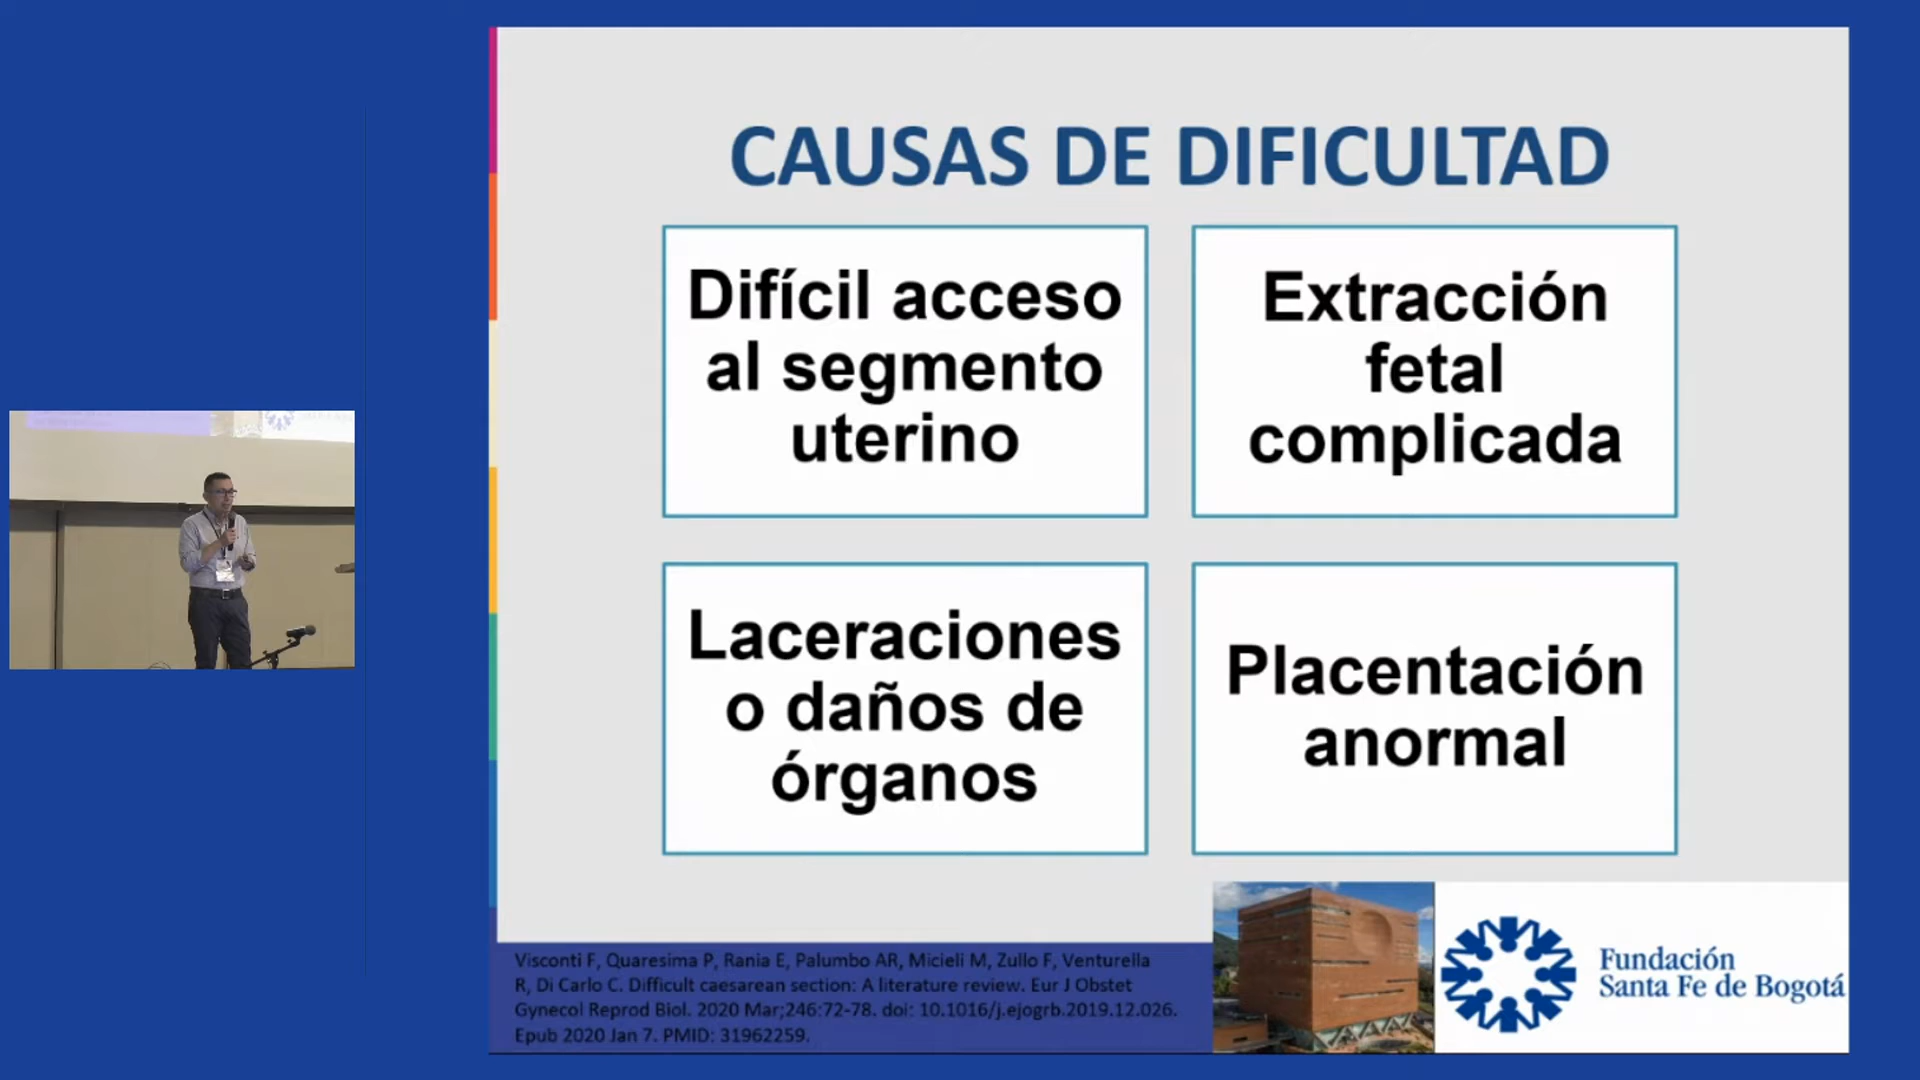 CAUSAS DE DIFICULTAD
Difícil acceso
al segmento
uterino
Extracción
fetal
complicada
Laceraciones
o daños de
órganos
Placentación
anormal
Visconti F, Quaresima P, Rania E, Palumbo AR, Micieli M, Zullo F, Venturella
R, Di Carlo C. Difficult caesarean section: A literature review. Eur J Obstet
Gynecol Reprod Biol. 2020 Mar;246:72-78. doi: 10.1016/j.ejogrb.2019.12.026.
Epub 2020 Jan 7. PMID: 31962259.
Fundación
Santa Fe de Bogotá